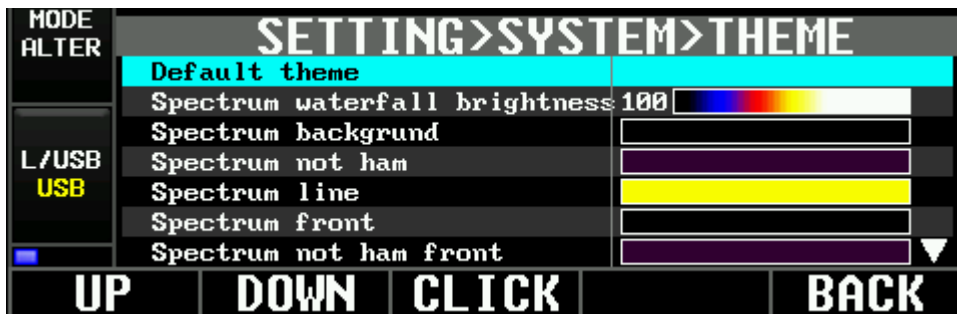 MODE
ALTER
SETTING>SYSTEM>THEME
Default theme
Spectrum waterfall brightness 100
Spectrum backgrund
Spectrum not ham
L/USB
USB
Spectrum line
Spectrum front
Spectrum not ham front
UP DOWN CLICK BACK